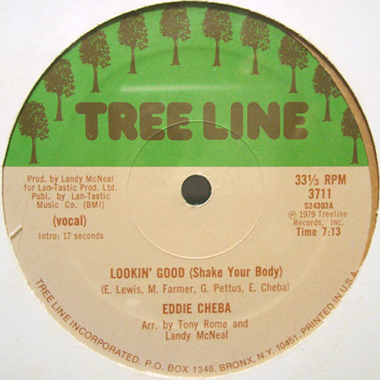 TREE LINE
Prod. by Landy McNeal
for Lan-Tastic Prod. Ltd.
Publ. by Lan-Tastic
Music Co. (BMI)
(vocal)
Intro: 17 seconds
33⅓ RPM
3711
S24303A
℗ 1979 Treeline
Records, Inc.
Time 7:13
LOOKIN' GOOD (Shake Your Body)
(E. Lewis, M. Farmer, G. Pettus, E. Cheba)
EDDIE CHEBA
Arr. by Tony Rome and
Landy McNeal
TREE LINE INCORPORATED, P.O. BOX 1348, BRONX, N.Y. 10451. PRINTED IN U.S.A.